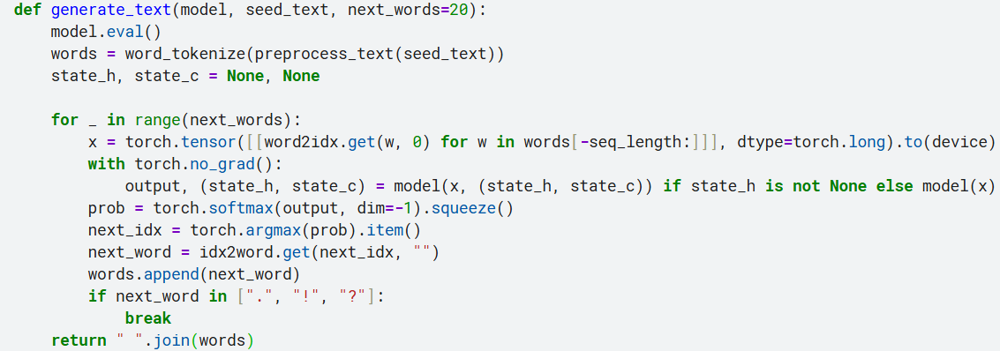 def generate_text(model, seed_text, next_words=20):
    model.eval()
    words = word_tokenize(preprocess_text(seed_text))
    state_h, state_c = None, None

    for _ in range(next_words):
        x = torch.tensor([[word2idx.get(w, 0) for w in words[-seq_length:]]], dtype=torch.long).to(device)
        with torch.no_grad():
            output, (state_h, state_c) = model(x, (state_h, state_c)) if state_h is not None else model(x)
        prob = torch.softmax(output, dim=-1).squeeze()
        next_idx = torch.argmax(prob).item()
        next_word = idx2word.get(next_idx, "")
        words.append(next_word)
        if next_word in [".", "!", "?"]:
            break
    return " ".join(words)